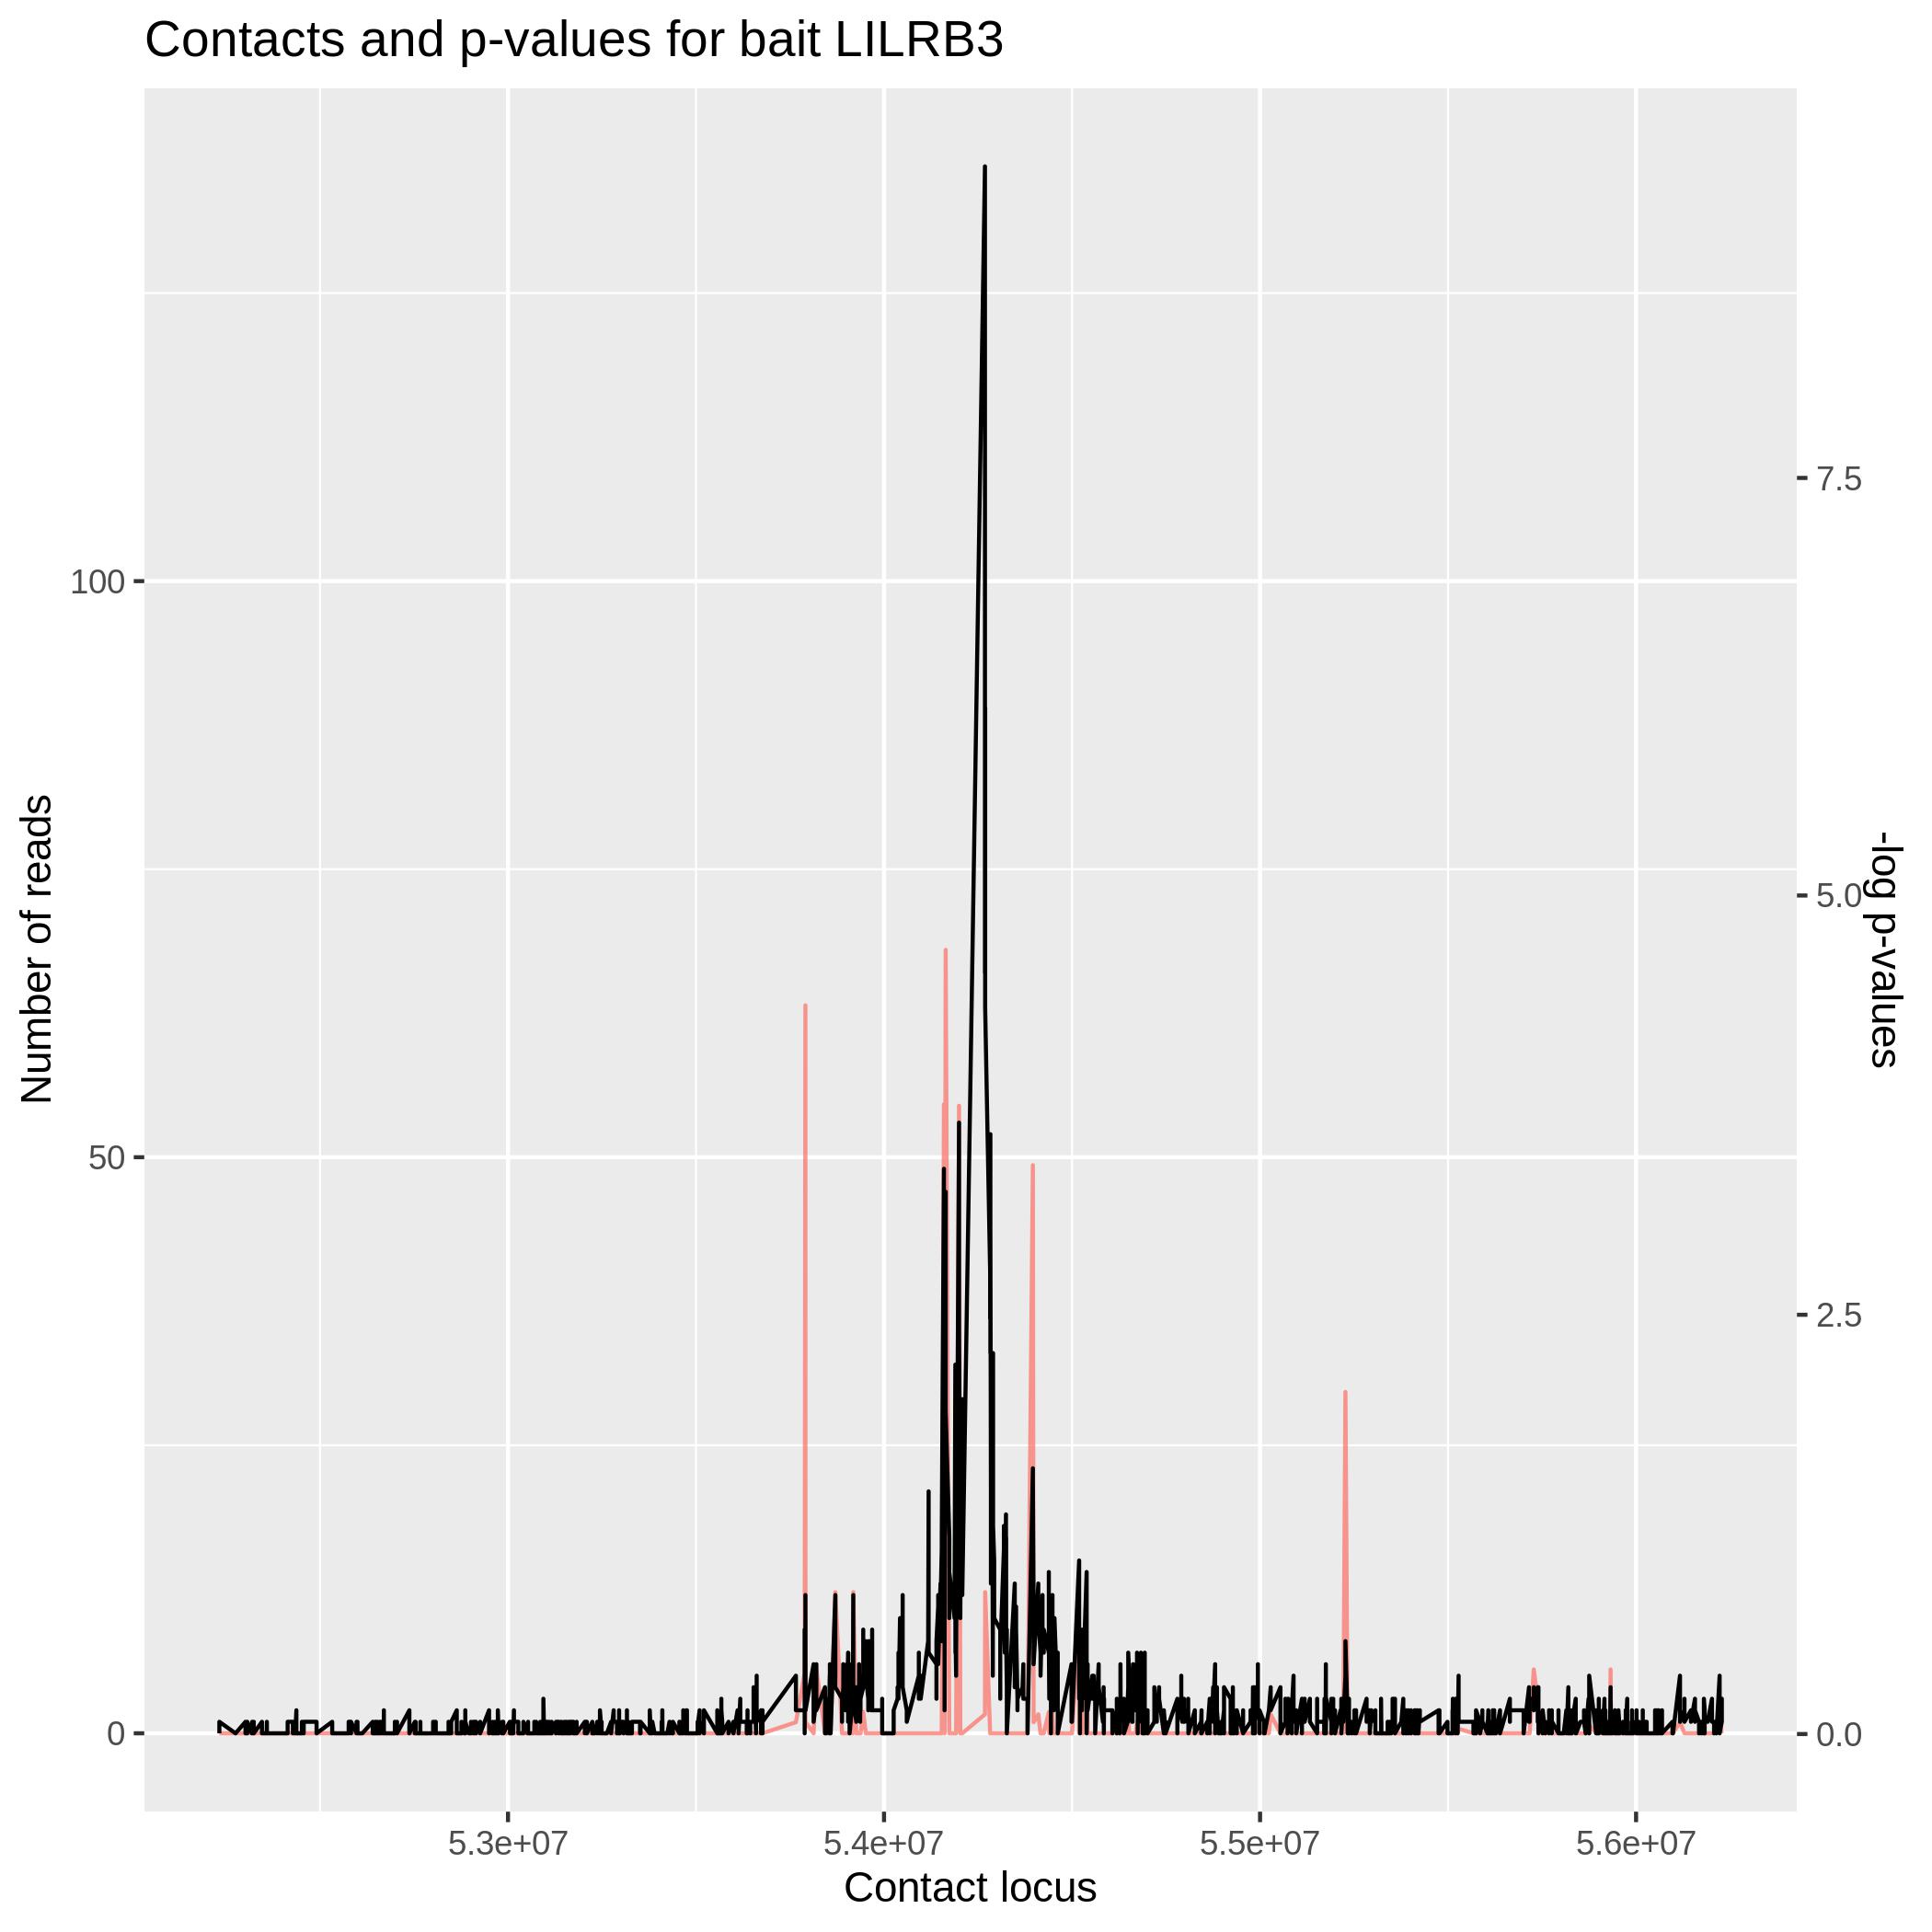 Contacts and p-values for bait LILRB3
Number of reads
100
50
0
7.5
5.0
2.5
0.0
-log p-values
5.3e+07
5.4e+07
5.5e+07
5.6e+07
Contact locus